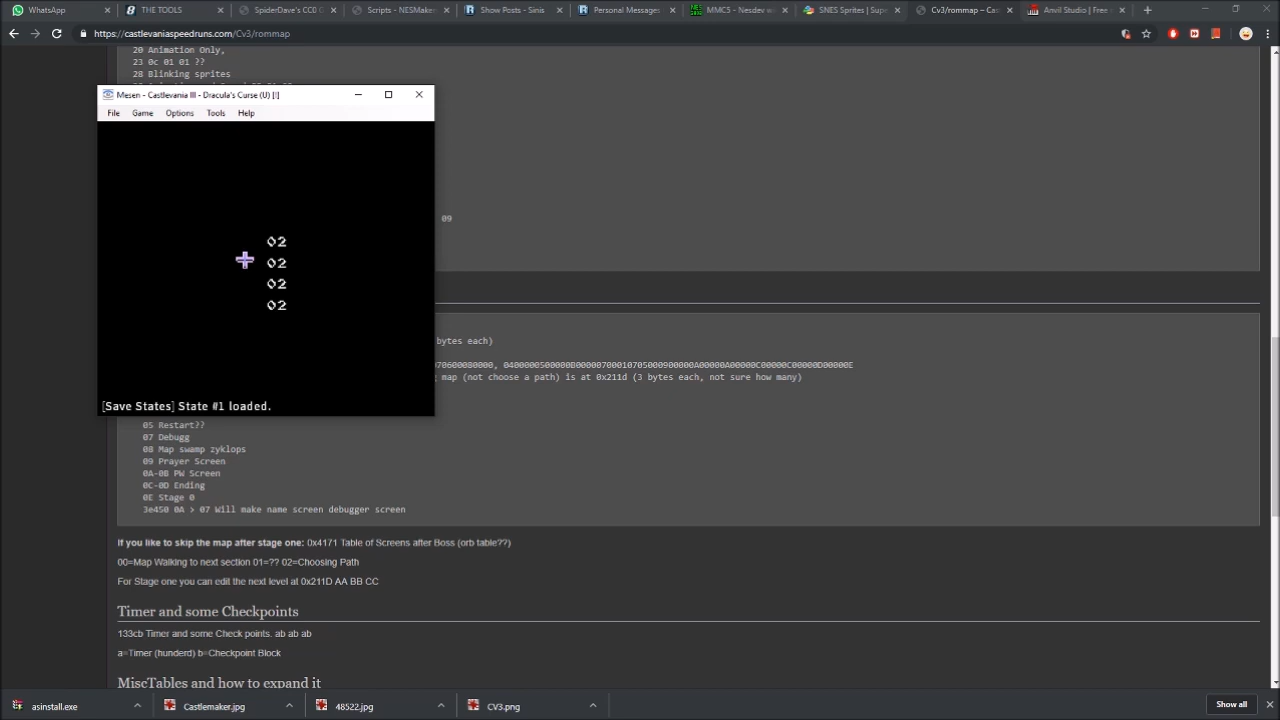 WhatsApp
THE TOOLS
SpiderDave's CC0 G
Scripts - NESMaker
Show Posts - Sinis
Personal Messages
MMC5 - Nesdev w
SNES Sprites | Sup
Cv3/rommap – Cas
Anvil Studio | Free
https://castlevaniaspeedruns.com/Cv3/rommap
20 Animation Only,
23 0c 01 01 ??
28 Blinking sprites
Mesen - Castlevania III - Dracula's Curse (U) [!]
File Game Options Tools Help
02
02
02
02
[Save States] State #1 loaded.
09
bytes each)
70600080000, 0400000500000B0000070001070500090000​0A00000A00000C00000C00000D00000E
map (not choose a path) is at 0x211d (3 bytes each, not sure how many)
05 Restart??
07 Debugg
08 Map swamp zyklops
09 Prayer Screen
0A-0B PW Screen
0C-0D Ending
0E Stage 0
3e450 0A > 07 Will make name screen debugger screen
If you like to skip the map after stage one: 0x4171 Table of Screens after Boss (orb table??)
00=Map Walking to next section 01=?? 02=Choosing Path
For Stage one you can edit the next level at 0x211D AA BB CC
Timer and some Checkpoints
133cb Timer and some Check points. ab ab ab
a=Timer (hunderd) b=Checkpoint Block
MiscTables and how to expand it
asinstall.exe
Castlemaker.jpg
48522.jpg
CV3.png
Show all